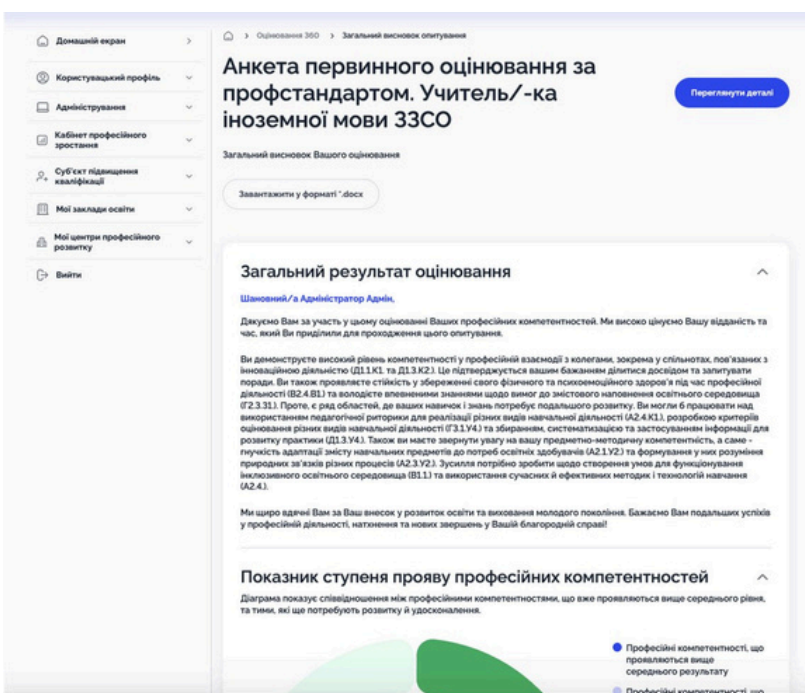 Домашній екран
Користувацький профіль
Адміністрування
Кабінет професійного
зростання
Суб'єкт підвищення
кваліфікації
Мої заклади освіти
Мої центри професійного
розвитку
Вийти
Оцінювання 360 > Загальний висновок опитування
Анкета первинного оцінювання за
профстандартом. Учитель/-ка
іноземної мови ЗЗСО
Переглянути деталі
Загальний висновок Вашого оцінювання
Завантажити у форматі *.docx
Загальний результат оцінювання
Шановний/а Адміністратор Адмін,
Дякуємо Вам за участь у цьому оцінюванні Ваших професійних компетентностей. Ми високо цінуємо Вашу відданість та
час, який Ви приділили для проходження цього опитування.
Ви демонструєте високий рівень компетентності у професійній взаємодії з колегами, зокрема у спільнотах, пов'язаних з
інноваційною діяльністю (Д1.1.К1. та Д1.3.К2.). Це підтверджується вашим бажанням ділитися досвідом та запитувати
поради. Ви також проявляєте стійкість у збереженні свого фізичного та психоемоційного здоров'я під час професійної
діяльності (В2.4.В1.) та володієте впевненими знаннями щодо вимог до змістового наповнення освітнього середовища
(Г2.3.З1.). Проте, є ряд областей, де ваших навичок і знань потребує подальшого розвитку. Ви могли б працювати над
використанням педагогічної риторики для реалізації різних видів навчальної діяльності (А2.4.К1.), розробкою критеріїв
оцінювання різних видів навчальної діяльності (Г3.1.У4.) та збиранням, систематизацією та застосуванням інформації для
розвитку практики (Д1.3.У4.). Також ви маєте звернути увагу на вашу предметно-методичну компетентність, а саме -
гнучкість адаптації змісту навчальних предметів до потреб освітніх здобувачів (А2.1.У2.) та формування у них розуміння
природних зв'язків різних процесів (А2.3.У2.). Зусилля потрібно зробити щодо створення умов для функціонування
інклюзивного освітнього середовища (В1.1.) та використання сучасних й ефективних методик і технологій навчання
(А2.4.).
Ми щиро вдячні Вам за Ваш внесок у розвиток освіти та виховання молодого покоління. Бажаємо Вам подальших успіхів
у професійній діяльності, натхнення та нових звершень у Вашій благородній справі!
Показник ступеня прояву професійних компетентностей
Діаграма показує співвідношення між професійними компетентностями, що вже проявляються вище середнього рівня,
та тими, які ще потребують розвитку й удосконалення.
Професійні компетентності, що
проявляються вище
середнього результату
Професійні компетентності, що